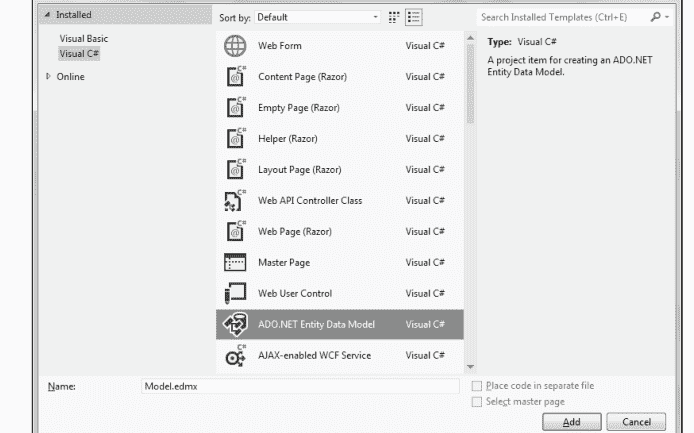 Installed
Sort by: Default
Search Installed Templates (Ctrl+E)
Visual Basic
Visual C#
Online
Web Form Visual C#
Content Page (Razor) Visual C#
Empty Page (Razor) Visual C#
Helper (Razor) Visual C#
Layout Page (Razor) Visual C#
Web API Controller Class Visual C#
Web Page (Razor) Visual C#
Master Page Visual C#
Web User Control Visual C#
ADO.NET Entity Data Model Visual C#
AJAX-enabled WCF Service Visual C#
Type: Visual C#
A project item for creating an ADO.NET
Entity Data Model.
Name: Model.edmx
Place code in separate file
Select master page
Add Cancel